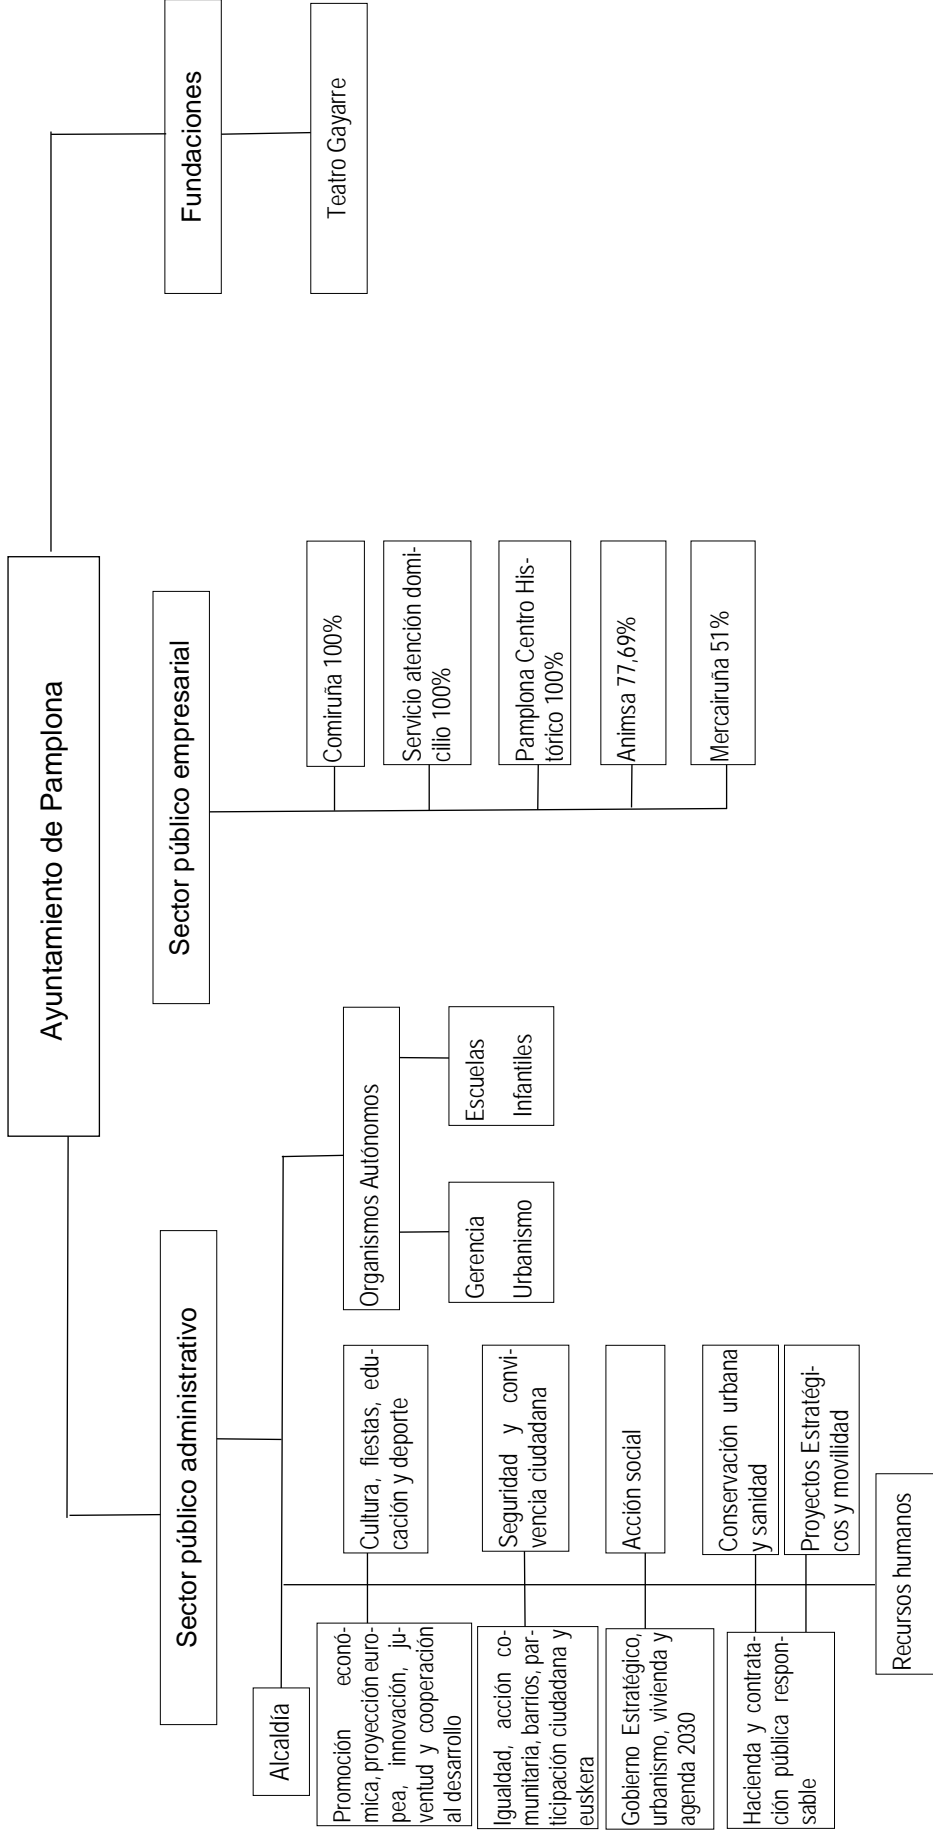 Ayuntamiento de Pamplona
Sector público administrativo
Alcaldía
Promoción econó-
mica, proyección euro-
pea, innovación, ju-
ventud y cooperación
al desarrollo
Cultura, fiestas, edu-
cación y deporte
Igualdad, acción co-
munitaria, barrios, par-
ticipación ciudadana y
euskera
Seguridad y convi-
vencia ciudadana
Gobierno Estratégico,
urbanismo, vivienda y
agenda 2030
Acción social
Hacienda y contrata-
ción pública respon-
sable
Conservación urbana
y sanidad
Proyectos Estratégi-
cos y movilidad
Recursos humanos
Organismos Autónomos
Gerencia
Urbanismo
Escuelas
Infantiles
Sector público empresarial
Comiruña 100%
Servicio atención domi-
cilio 100%
Pamplona Centro His-
tórico 100%
Animsa 77,69%
Mercairuña 51%
Fundaciones
Teatro Gayarre